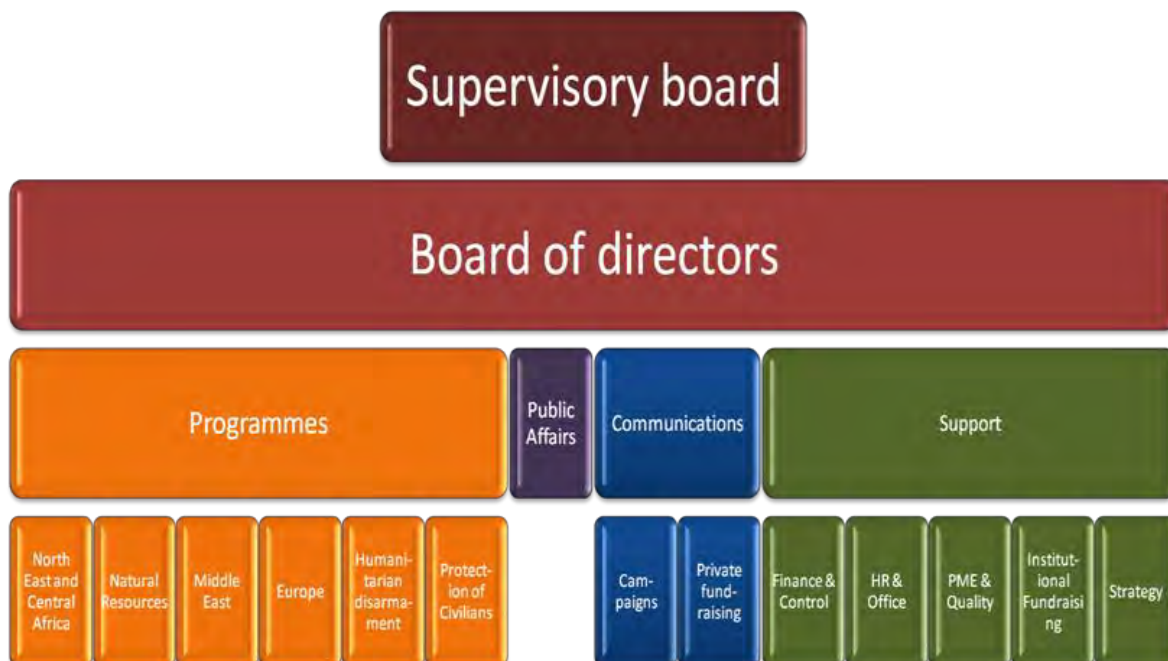 Supervisory board
Board of directors
Programmes
Public
Affairs
Communications
Support
North
East and
Central
Africa
Natural
Resources
Middle
East
Europe
Humani-
tarian
disarma-
ment
Protect-
ion of
Civilians
Cam-
paigns
Private
fund-
raising
Finance &
Control
HR &
Office
PME &
Quality
Institut-
ional
Fundraisi
ng
Strategy